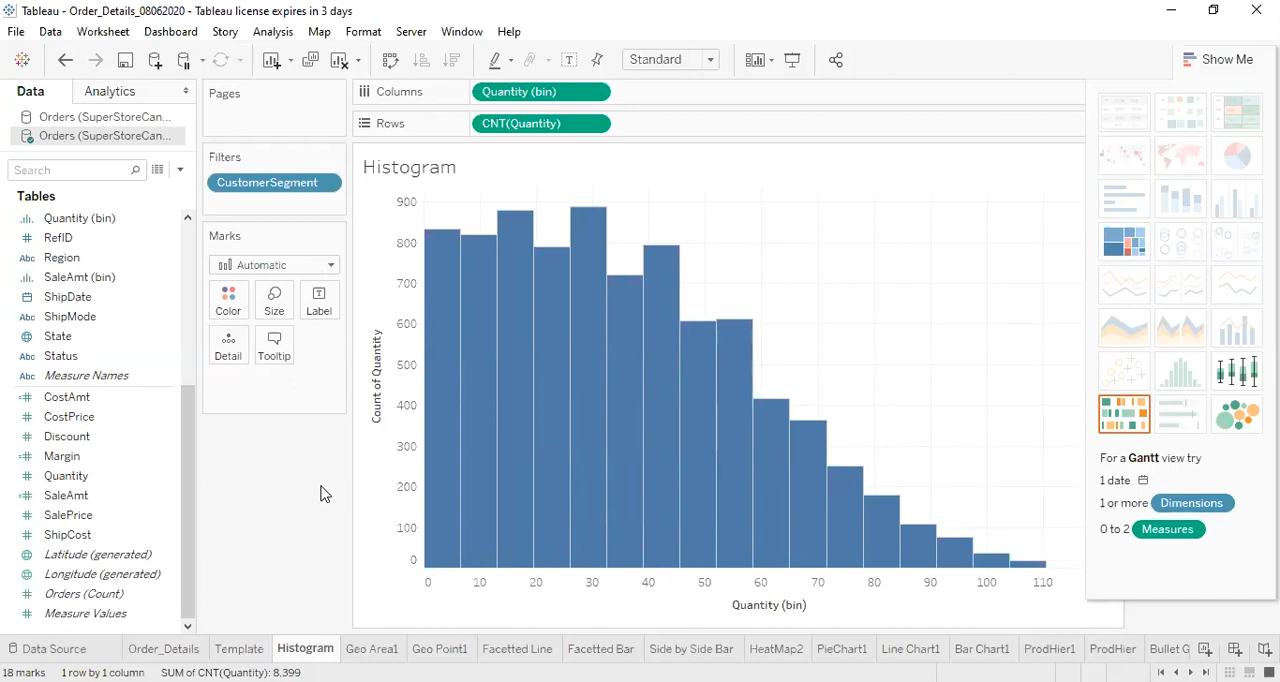 Tableau - Order_Details_08062020 - Tableau license expires in 3 days
File Data Worksheet Dashboard Story Analysis Map Format Server Window Help
Standard
Show Me
Data Analytics
Orders (SuperStoreCan...
Orders (SuperStoreCan...
Search
Tables
Quantity (bin)
RefID
Abc Region
SaleAmt (bin)
ShipDate
Abc ShipMode
State
Abc Status
Abc Measure Names
CostAmt
CostPrice
Discount
Margin
Quantity
SaleAmt
SalePrice
ShipCost
Latitude (generated)
Longitude (generated)
Orders (Count)
Measure Values
Pages
Filters
CustomerSegment
Marks
Automatic
Color Size Label
Detail Tooltip
Columns Quantity (bin)
Rows CNT(Quantity)
Histogram
Count of Quantity
900
800
700
600
500
400
300
200
100
0
0 10 20 30 40 50 60 70 80 90 100 110
Quantity (bin)
For a Gantt view try
1 date
1 or more Dimensions
0 to 2 Measures
Data Source Order_Details Template Histogram Geo Area1 Geo Point1 Facetted Line Facetted Bar Side by Side Bar HeatMap2 PieChart1 Line Chart1 Bar Chart1 ProdHier1 ProdHier Bullet G
18 marks 1 row by 1 column SUM of CNT(Quantity): 8,399